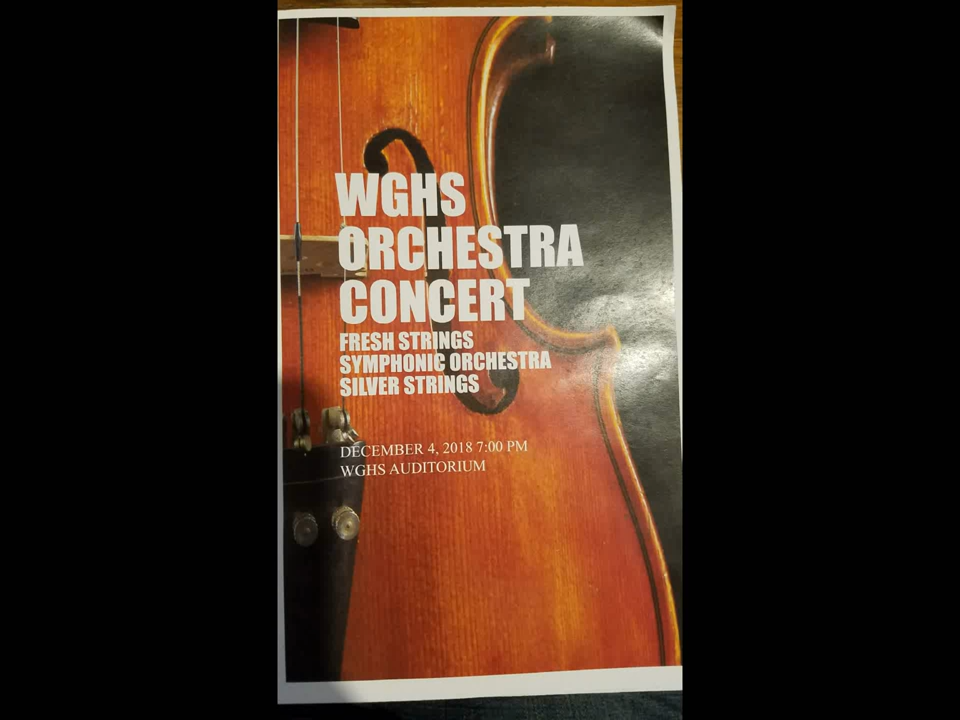 WGHS
ORCHESTRA
CONCERT
FRESH STRINGS
SYMPHONIC ORCHESTRA
SILVER STRINGS
DECEMBER 4, 2018 7:00 PM
WGHS AUDITORIUM